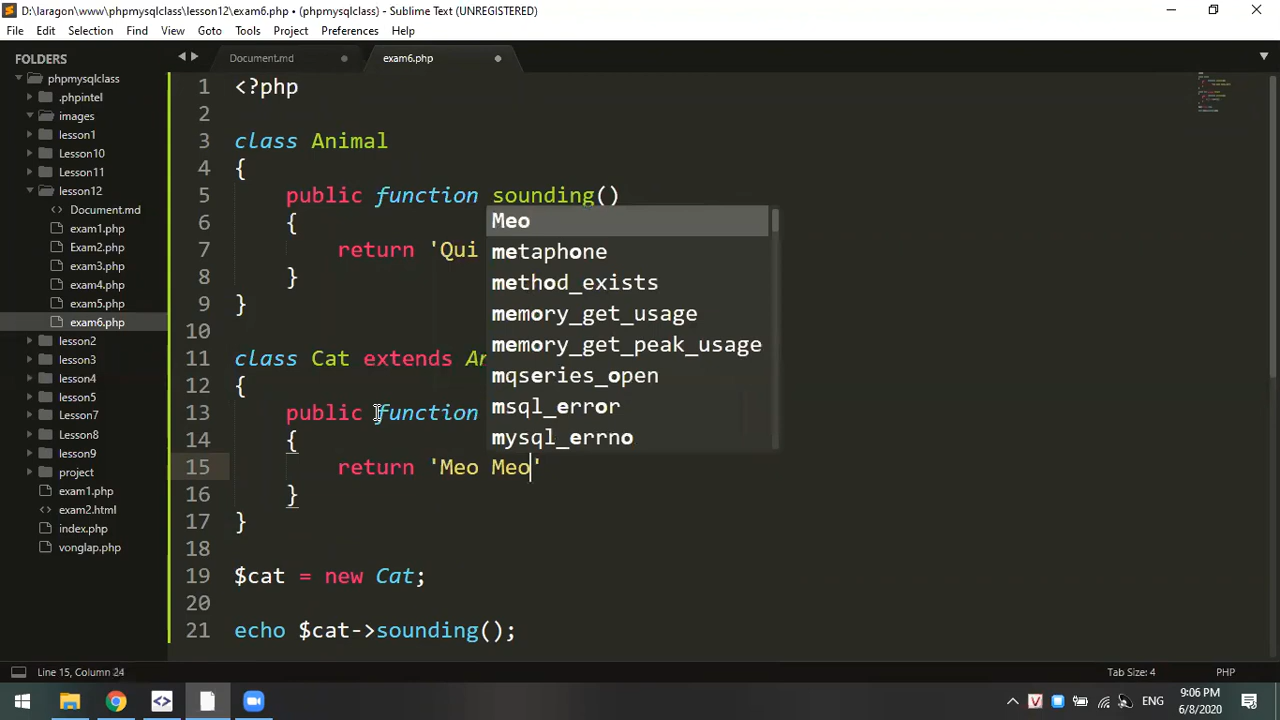 D:\laragon\www\phpmysqlclass\lesson12\exam6.php • (phpmysqlclass) - Sublime Text (UNREGISTERED)
File Edit Selection Find View Goto Tools Project Preferences Help
FOLDERS
phpmysqlclass
.phpintel
images
lesson1
Lesson10
Lesson11
lesson12
Document.md
exam1.php
Exam2.php
exam3.php
exam4.php
exam5.php
exam6.php
lesson2
lesson3
lesson4
lesson5
Lesson7
Lesson8
lesson9
project
exam1.php
exam2.html
index.php
vonglap.php
Document.md
exam6.php
1 <?php
2
3 class Animal
4 {
5 public function sounding()
6 {
7 return 'Qui
8 }
9 }
10
11 class Cat extends An
12 {
13 public function
14 {
15 return 'Meo Meo'
16 }
17 }
18
19 $cat = new Cat;
20
21 echo $cat->sounding();
Meo
metaphone
method_exists
memory_get_usage
memory_get_peak_usage
mqseries_open
msql_error
mysql_errno
Line 15, Column 24
Tab Size: 4
PHP
ENG
9:06 PM
6/8/2020